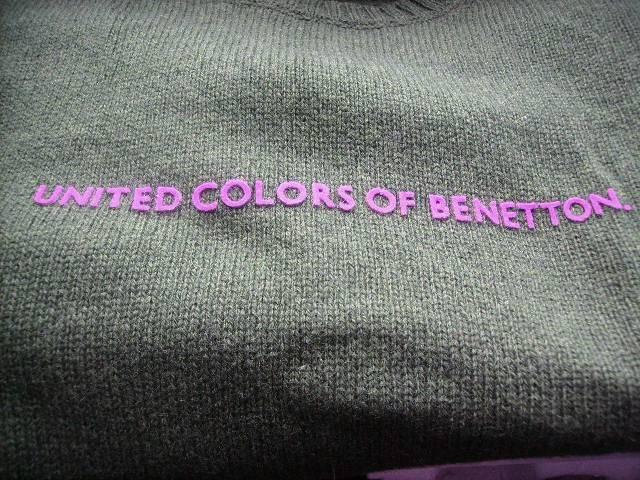 UNITED COLORS OF BENETTON.